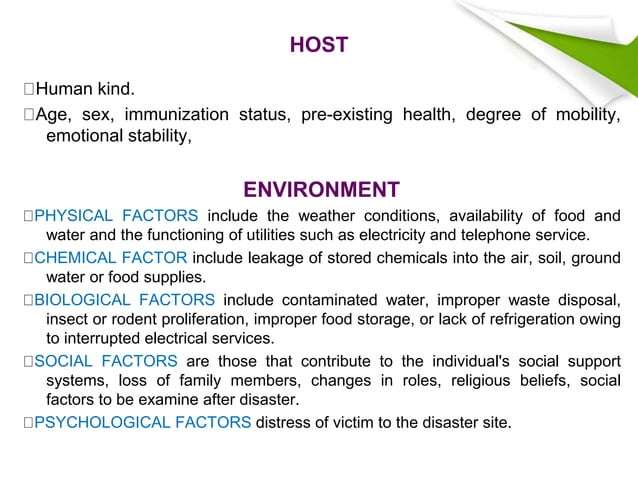 HOST
Human kind.
Age, sex, immunization status, pre-existing health, degree of mobility,
emotional stability,
ENVIRONMENT
PHYSICAL FACTORS include the weather conditions, availability of food and
water and the functioning of utilities such as electricity and telephone service.
CHEMICAL FACTOR include leakage of stored chemicals into the air, soil, ground
water or food supplies.
BIOLOGICAL FACTORS include contaminated water, improper waste disposal,
insect or rodent proliferation, improper food storage, or lack of refrigeration owing
to interrupted electrical services.
SOCIAL FACTORS are those that contribute to the individual's social support
systems, loss of family members, changes in roles, religious beliefs, social
factors to be examine after disaster.
PSYCHOLOGICAL FACTORS distress of victim to the disaster site.